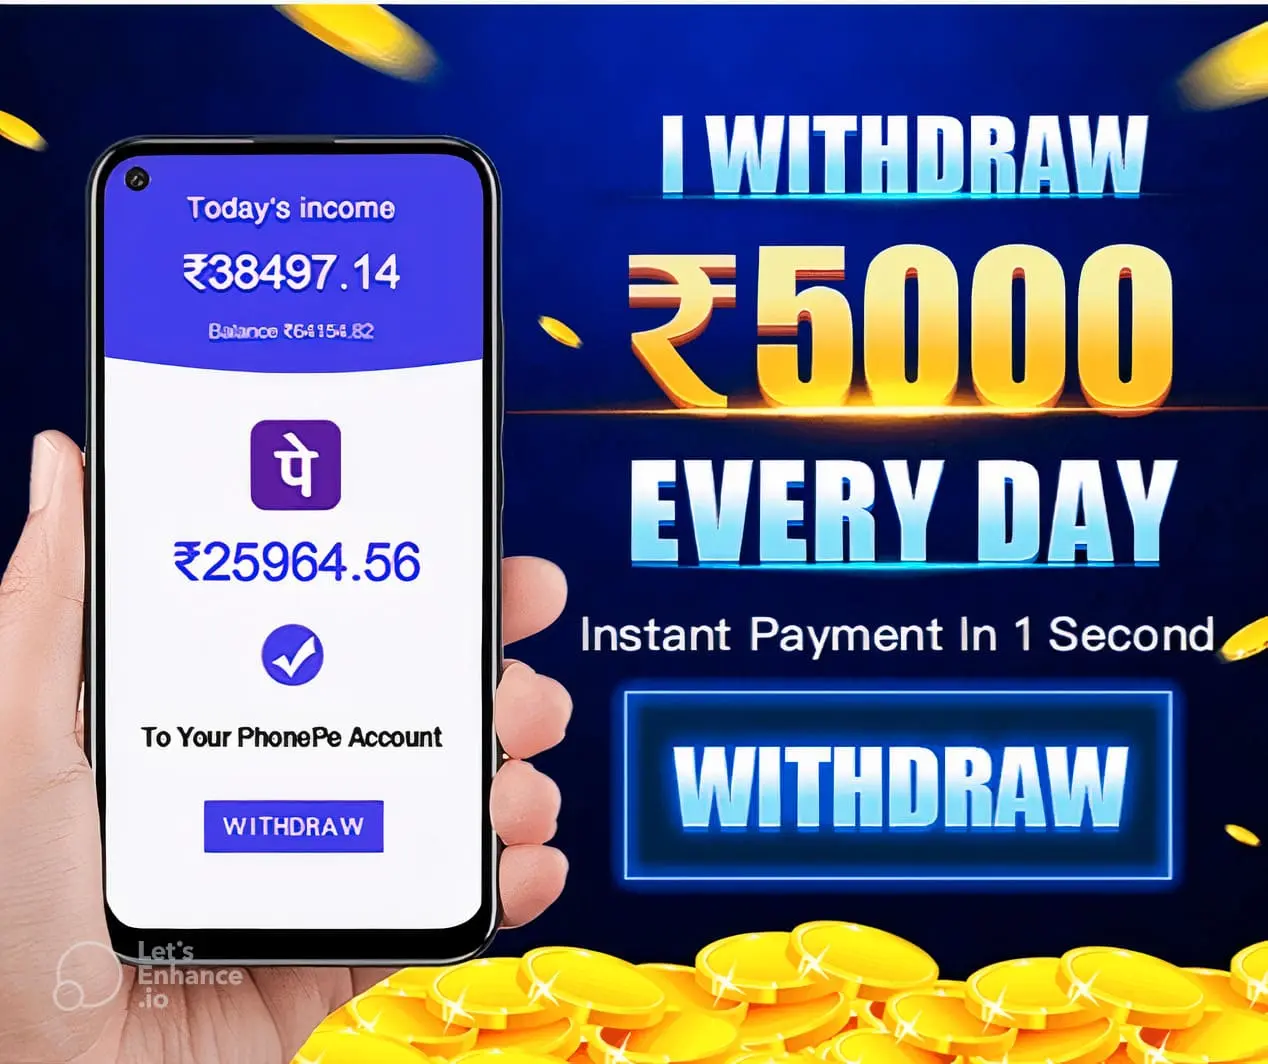 Today's income
₹38497.14
Balance
पे
₹25964.56
To Your PhonePe Account
WITHDRAW
I WITHDRAW
₹5000
EVERY DAY
Instant Payment In 1 Second
WITHDRAW
Let's
Enhance
.io